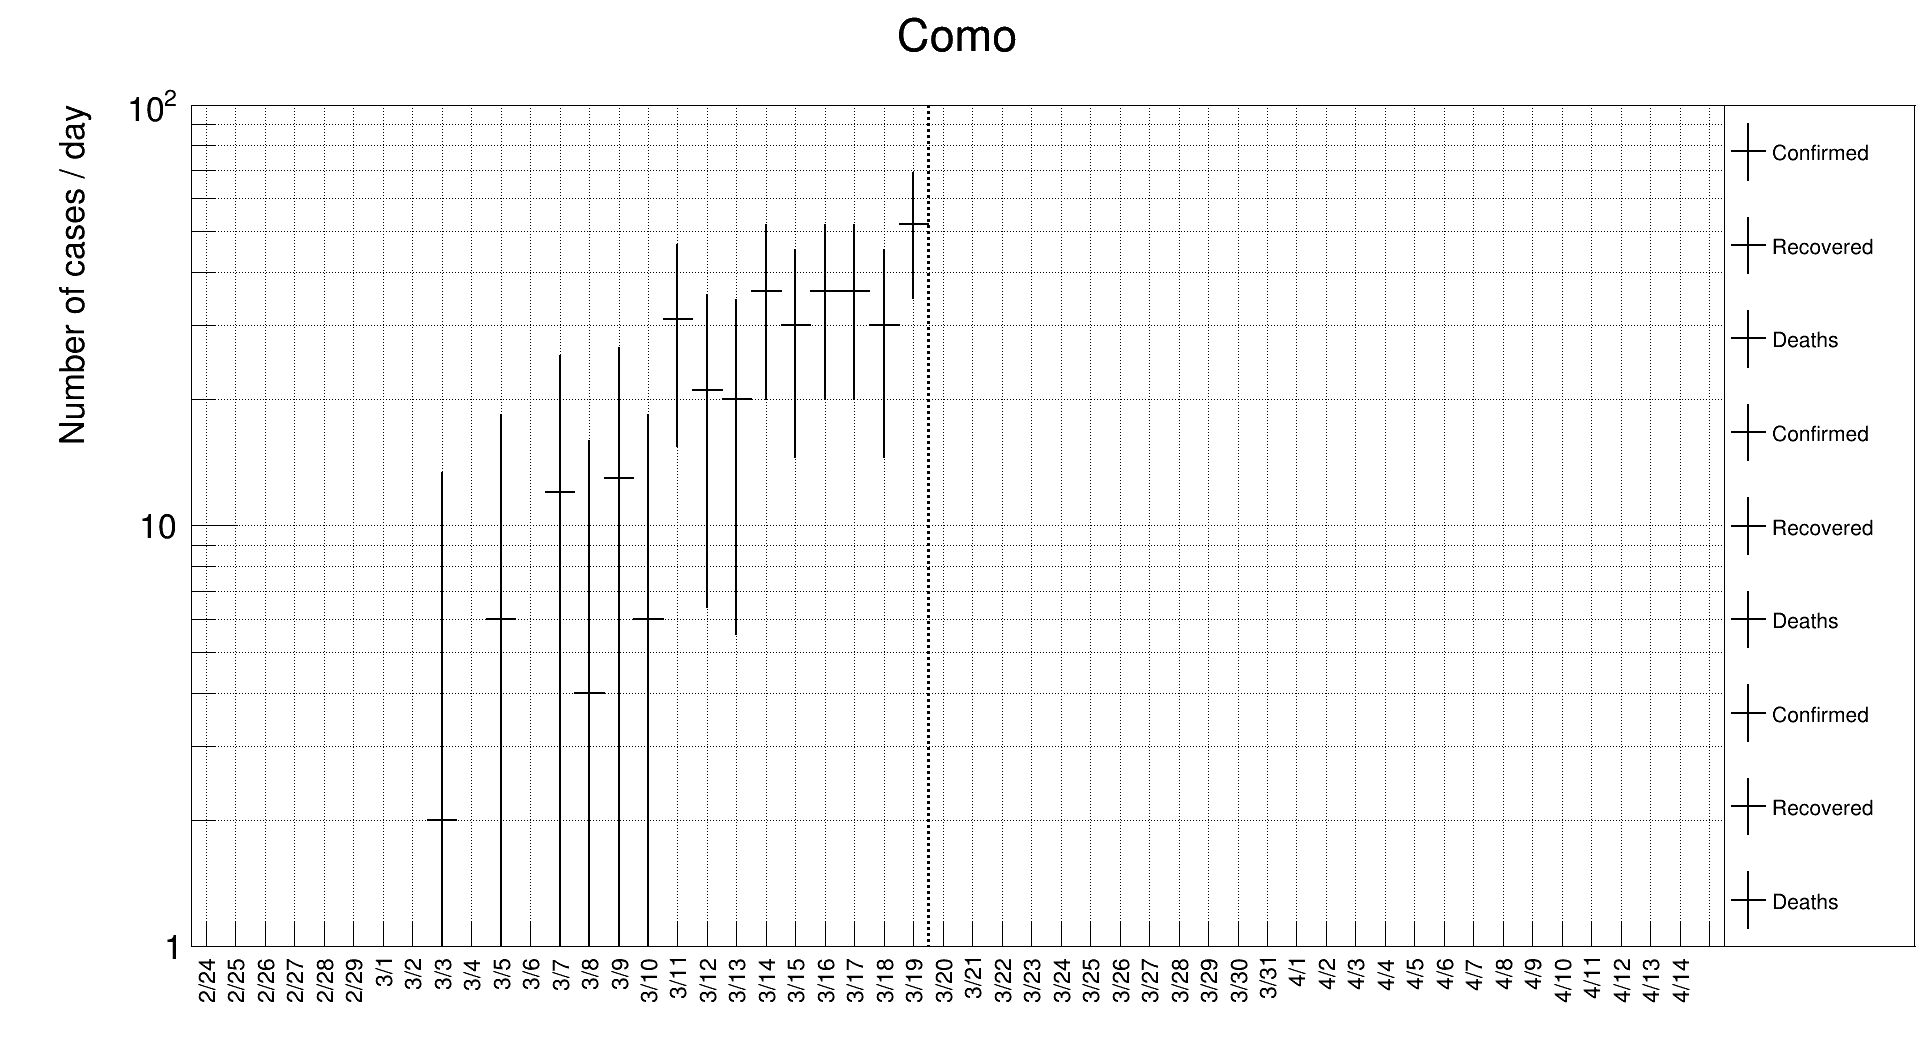 Como
Number of cases / day
10²
10
1
2/24 2/25 2/26 2/27 2/28 2/29 3/1 3/2 3/3 3/4 3/5 3/6 3/7 3/8 3/9 3/10 3/11 3/12 3/13 3/14 3/15 3/16 3/17 3/18 3/19 3/20 3/21 3/22 3/23 3/24 3/25 3/26 3/27 3/28 3/29 3/30 3/31 4/1 4/2 4/3 4/4 4/5 4/6 4/7 4/8 4/9 4/10 4/11 4/12 4/13 4/14
Confirmed
Recovered
Deaths
Confirmed
Recovered
Deaths
Confirmed
Recovered
Deaths